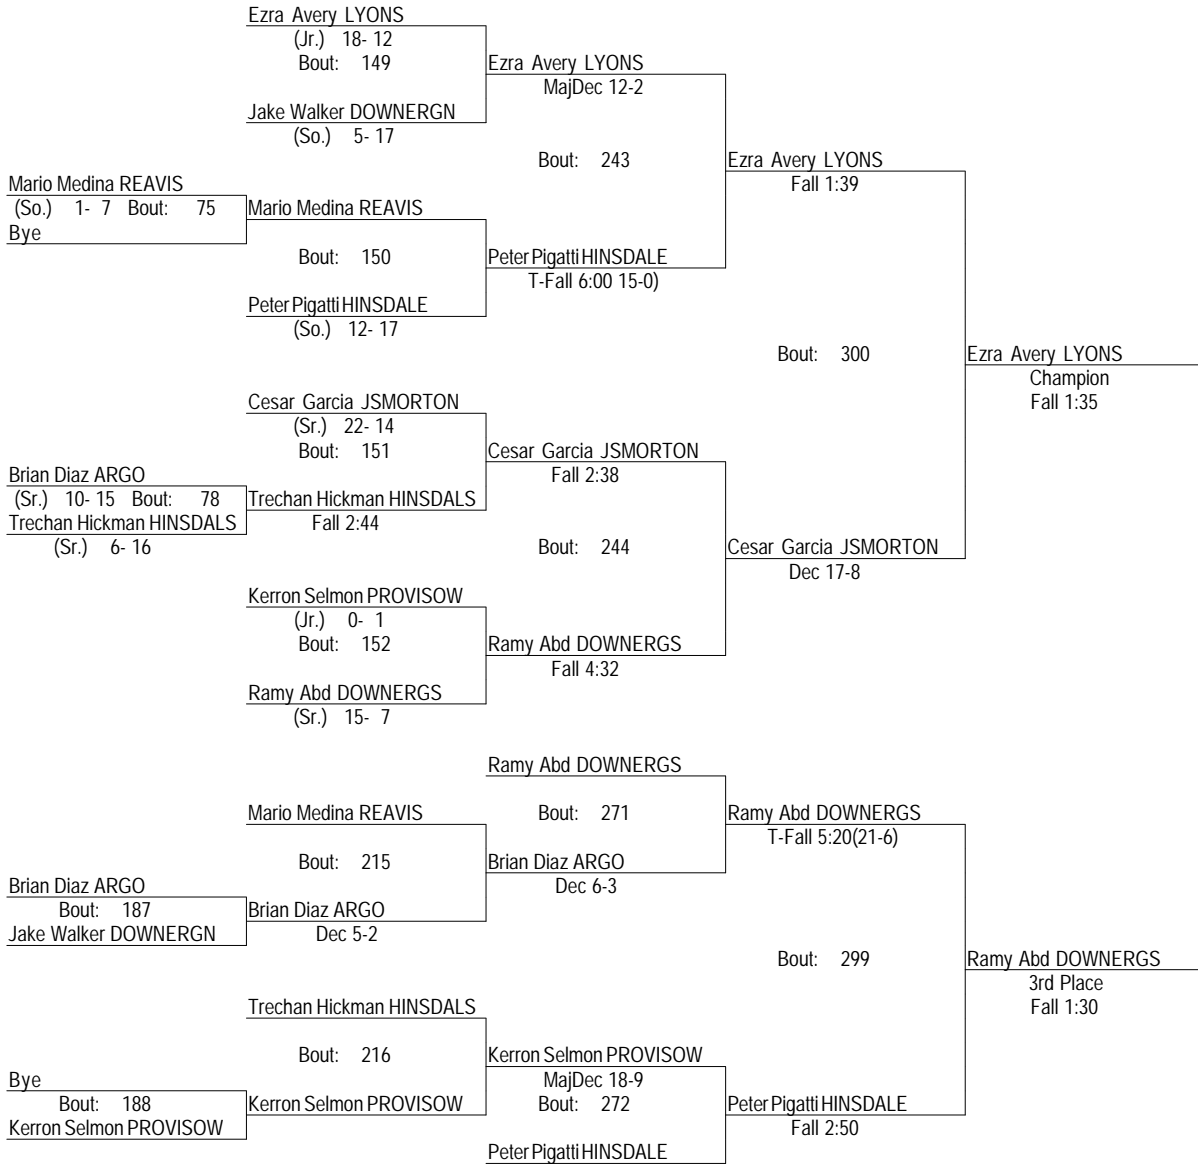 Ezra Avery LYONS
(Jr.) 18- 12
Bout: 149
Ezra Avery LYONS
MajDec 12-2
Jake Walker DOWNERGN
(So.) 5- 17
Bout: 243
Ezra Avery LYONS
Fall 1:39
Mario Medina REAVIS
(So.) 1- 7 Bout: 75
Mario Medina REAVIS
Bye
Bout: 150
Peter Pigatti HINSDALE
T-Fall 6:00 15-0)
Peter Pigatti HINSDALE
(So.) 12- 17
Bout: 300
Ezra Avery LYONS
Champion
Fall 1:35
Cesar Garcia JSMORTON
(Sr.) 22- 14
Bout: 151
Cesar Garcia JSMORTON
Fall 2:38
Brian Diaz ARGO
(Sr.) 10- 15 Bout: 78
Trechan Hickman HINSDALS
Fall 2:44
Trechan Hickman HINSDALS
(Sr.) 6- 16
Bout: 244
Cesar Garcia JSMORTON
Dec 17-8
Kerron Selmon PROVISOW
(Jr.) 0- 1
Bout: 152
Ramy Abd DOWNERGS
Fall 4:32
Ramy Abd DOWNERGS
(Sr.) 15- 7
Ramy Abd DOWNERGS
Bout: 271
Ramy Abd DOWNERGS
T-Fall 5:20(21-6)
Mario Medina REAVIS
Bout: 215
Brian Diaz ARGO
Dec 6-3
Brian Diaz ARGO
Bout: 187
Brian Diaz ARGO
Dec 5-2
Jake Walker DOWNERGN
Bout: 299
Ramy Abd DOWNERGS
3rd Place
Fall 1:30
Trechan Hickman HINSDALS
Bout: 216
Kerron Selmon PROVISOW
MajDec 18-9
Bye
Bout: 188
Kerron Selmon PROVISOW
Kerron Selmon PROVISOW
Bout: 272
Peter Pigatti HINSDALE
Fall 2:50
Peter Pigatti HINSDALE